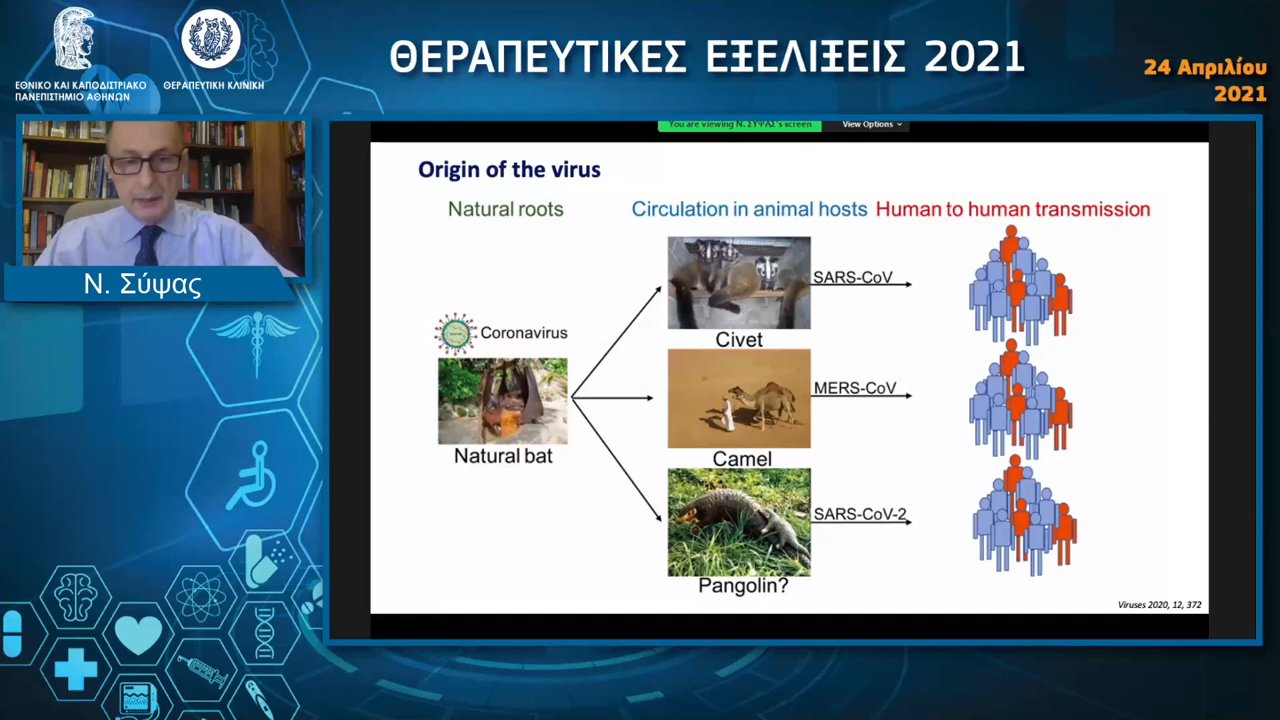 ΕΘΝΙΚΟ ΚΑΙ ΚΑΠΟΔΙΣΤΡΙΑΚΟ
ΠΑΝΕΠΙΣΤΗΜΙΟ ΑΘΗΝΩΝ
ΘΕΡΑΠΕΥΤΙΚΗ ΚΛΙΝΙΚΗ
ΘΕΡΑΠΕΥΤΙΚΕΣ ΕΞΕΛΙΞΕΙΣ 2021
24 Απριλίου
2021
You are viewing Ν. ΣΥΨΑΣ's screen
View Options
Ν. Σύψας
Origin of the virus
Natural roots
Circulation in animal hosts
Human to human transmission
Coronavirus
Natural bat
SARS-CoV
Civet
MERS-CoV
Camel
SARS-CoV-2
Pangolin?
Viruses 2020, 12, 372